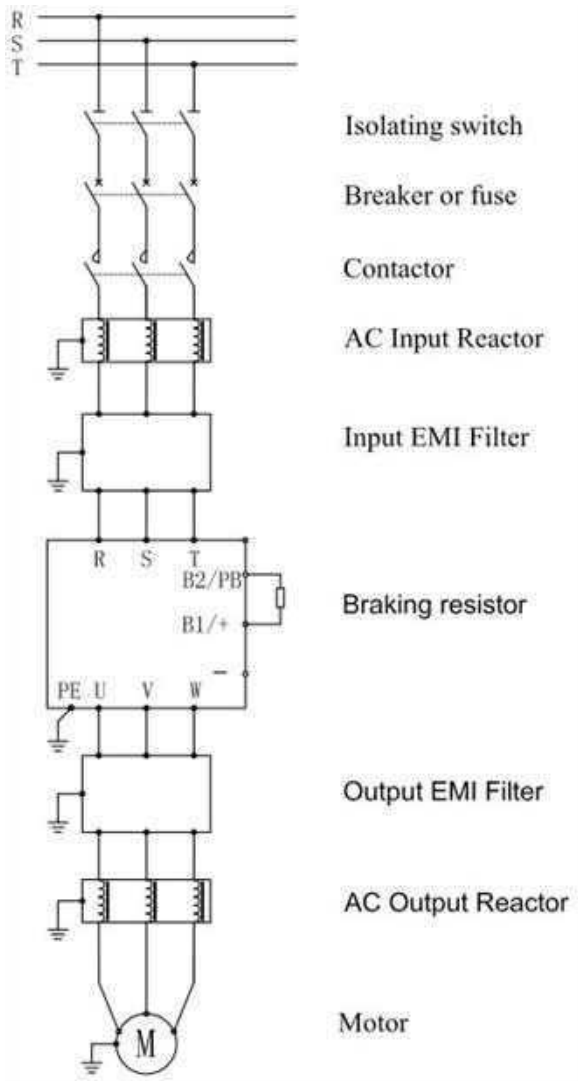 R
S
T
Isolating switch
Breaker or fuse
Contactor
AC Input Reactor
Input EMI Filter
R S T
B2/PB
Braking resistor
B1/+
−
PE U V W
Output EMI Filter
AC Output Reactor
Motor
M